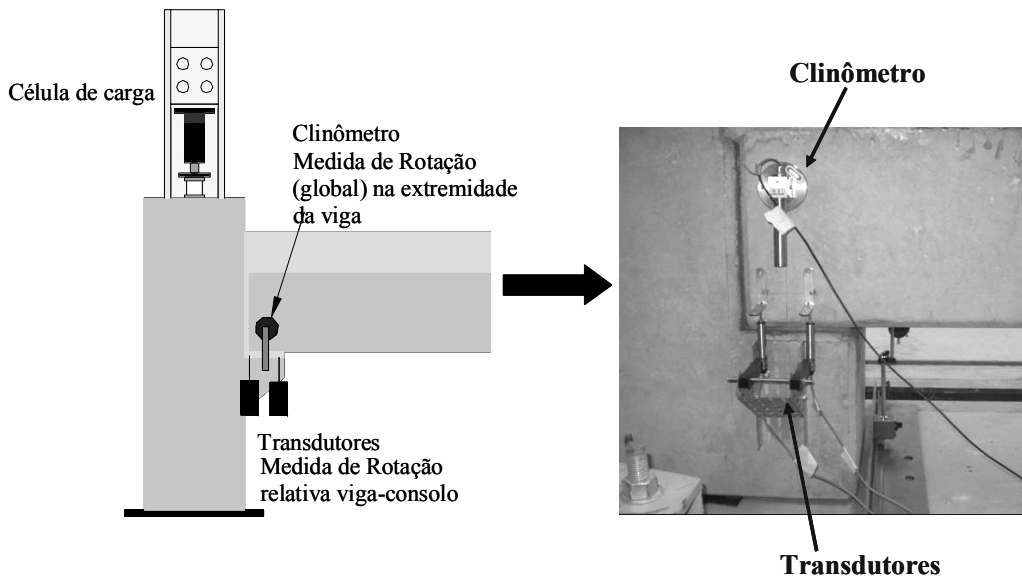 Célula de carga
Clinômetro
Medida de Rotação
(global) na extremidade
da viga
Transdutores
Medida de Rotação
relativa viga-consolo
Clinômetro
Transdutores